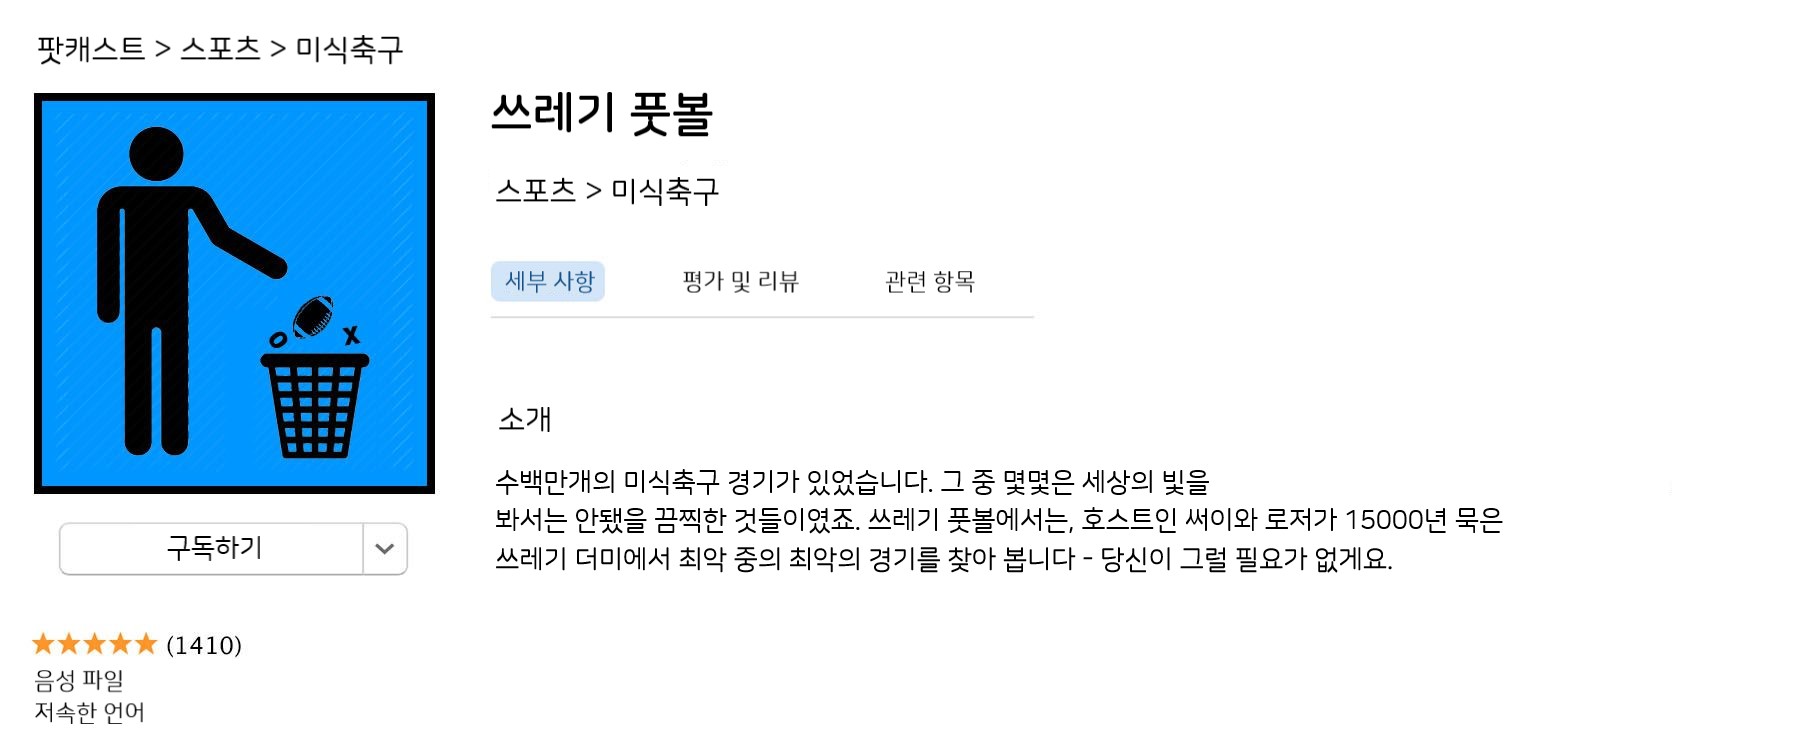 팟캐스트 > 스포츠 > 미식축구
쓰레기 풋볼
스포츠 > 미식축구
세부 사항 평가 및 리뷰 관련 항목
O X
소개
수백만개의 미식축구 경기가 있었습니다. 그 중 몇몇은 세상의 빛을
봐서는 안됐을 끔찍한 것들이였죠. 쓰레기 풋볼에서는, 호스트인 써이와 로저가 15000년 묵은
쓰레기 더미에서 최악 중의 최악의 경기를 찾아 봅니다 - 당신이 그럴 필요가 없게요.
구독하기
★★★★★ (1410)
음성 파일
저속한 언어